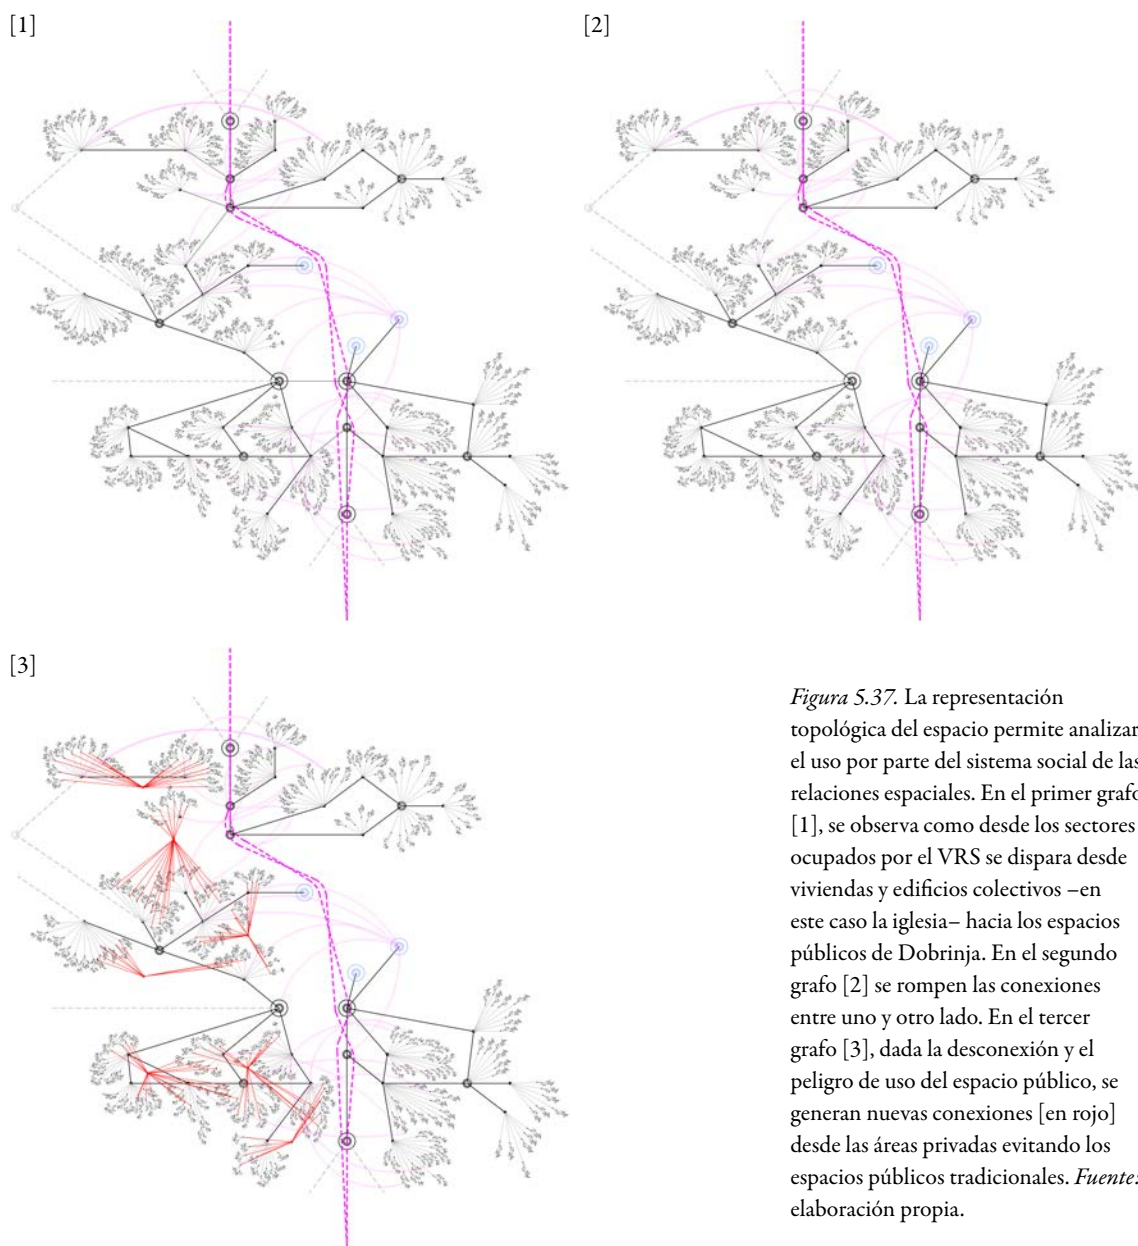 [1]
[2]
[3]
Figura 5.37. La representación
topológica del espacio permite analizar
el uso por parte del sistema social de las
relaciones espaciales. En el primer grafo
[1], se observa como desde los sectores
ocupados por el VRS se dispara desde
viviendas y edificios colectivos –en
este caso la iglesia– hacia los espacios
públicos de Dobrinja. En el segundo
grafo [2] se rompen las conexiones
entre uno y otro lado. En el tercer
grafo [3], dada la desconexión y el
peligro de uso del espacio público, se
generan nuevas conexiones [en rojo]
desde las áreas privadas evitando los
espacios públicos tradicionales. Fuente:
elaboración propia.